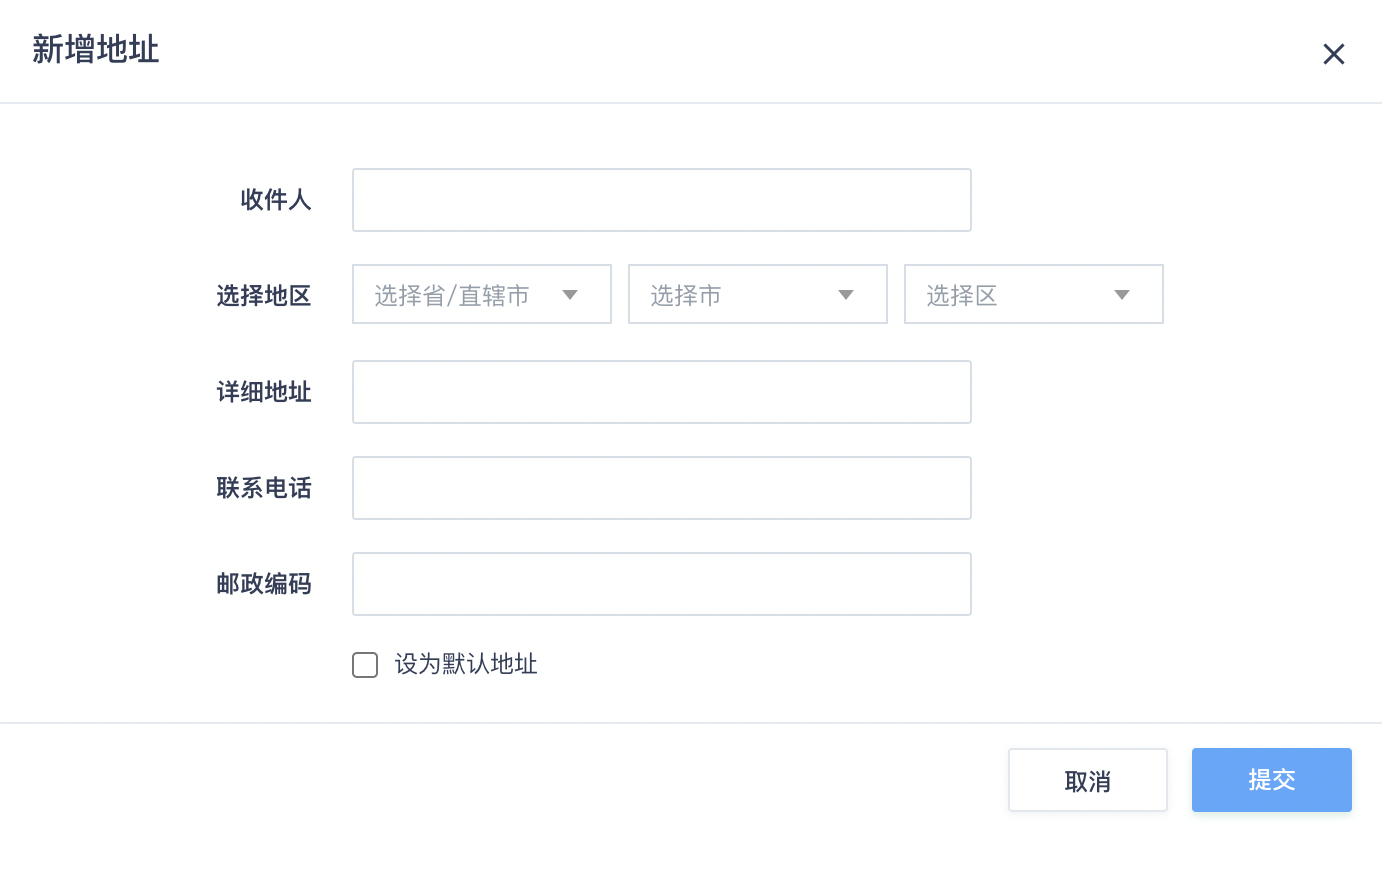 新增地址
收件人
选择地区 选择省/直辖市 选择市 选择区
详细地址
联系电话
邮政编码
设为默认地址
取消 提交